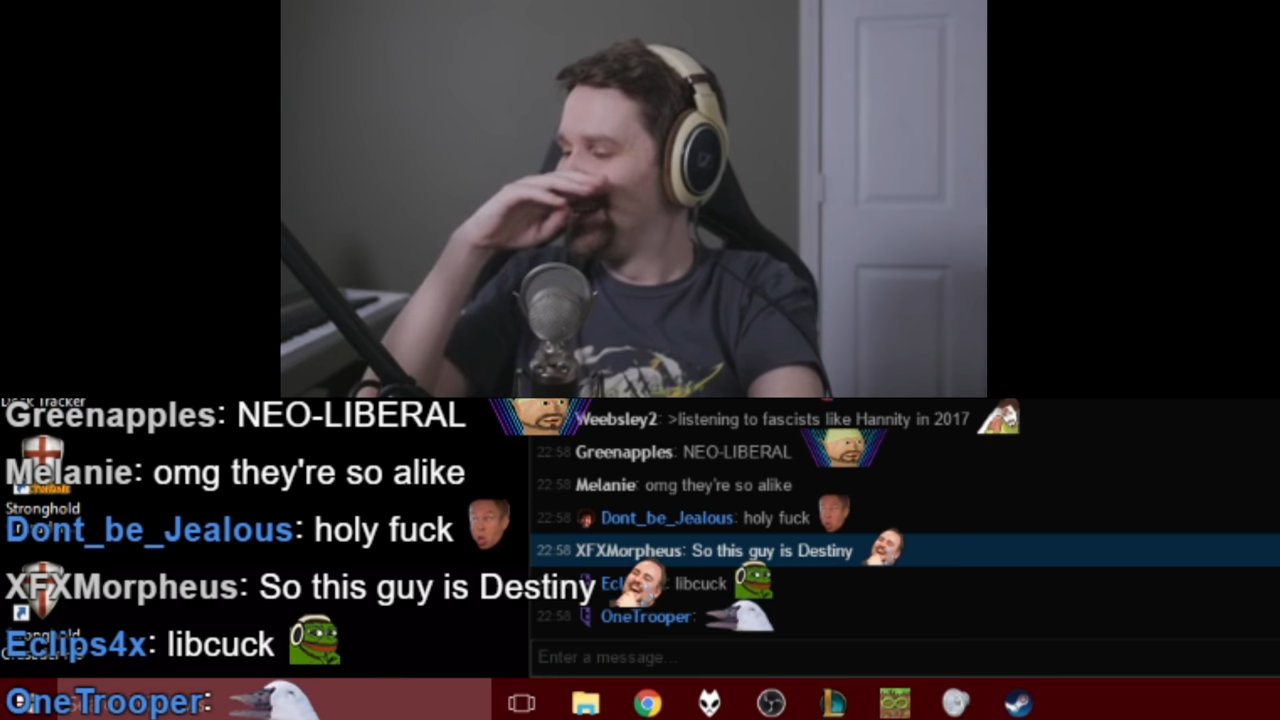 Deck Tracker
Greenapples: NEO-LIBERAL
Melanie: omg they're so alike
Stronghold
Dont_be_Jealous: holy fuck
XFXMorpheus: So this guy is Destiny
Eclips4x: libcuck
OneTrooper:
Weebsley2: >listening to fascists like Hannity in 2017
22:58 Greenapples: NEO-LIBERAL
22:58 Melanie: omg they're so alike
22:58 Dont_be_Jealous: holy fuck
22:58 XFXMorpheus: So this guy is Destiny
Ecl libcuck
22:58 OneTrooper:
Enter a message...